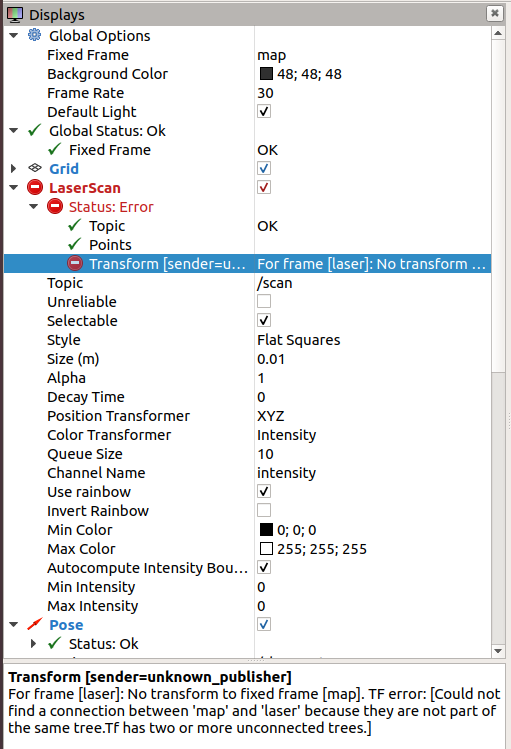 Displays
Global Options
Fixed Frame map
Background Color 48; 48; 48
Frame Rate 30
Default Light
Global Status: Ok
Fixed Frame OK
Grid
LaserScan
Status: Error
Topic OK
Points
Transform [sender=u... For frame [laser]: No transform ...
Topic /scan
Unreliable
Selectable
Style Flat Squares
Size (m) 0.01
Alpha 1
Decay Time 0
Position Transformer XYZ
Color Transformer Intensity
Queue Size 10
Channel Name intensity
Use rainbow
Invert Rainbow
Min Color 0; 0; 0
Max Color 255; 255; 255
Autocompute Intensity Bou...
Min Intensity 0
Max Intensity 0
Pose
Status: Ok
Transform [sender=unknown_publisher]
For frame [laser]: No transform to fixed frame [map]. TF error: [Could not
find a connection between 'map' and 'laser' because they are not part of
the same tree.Tf has two or more unconnected trees.]